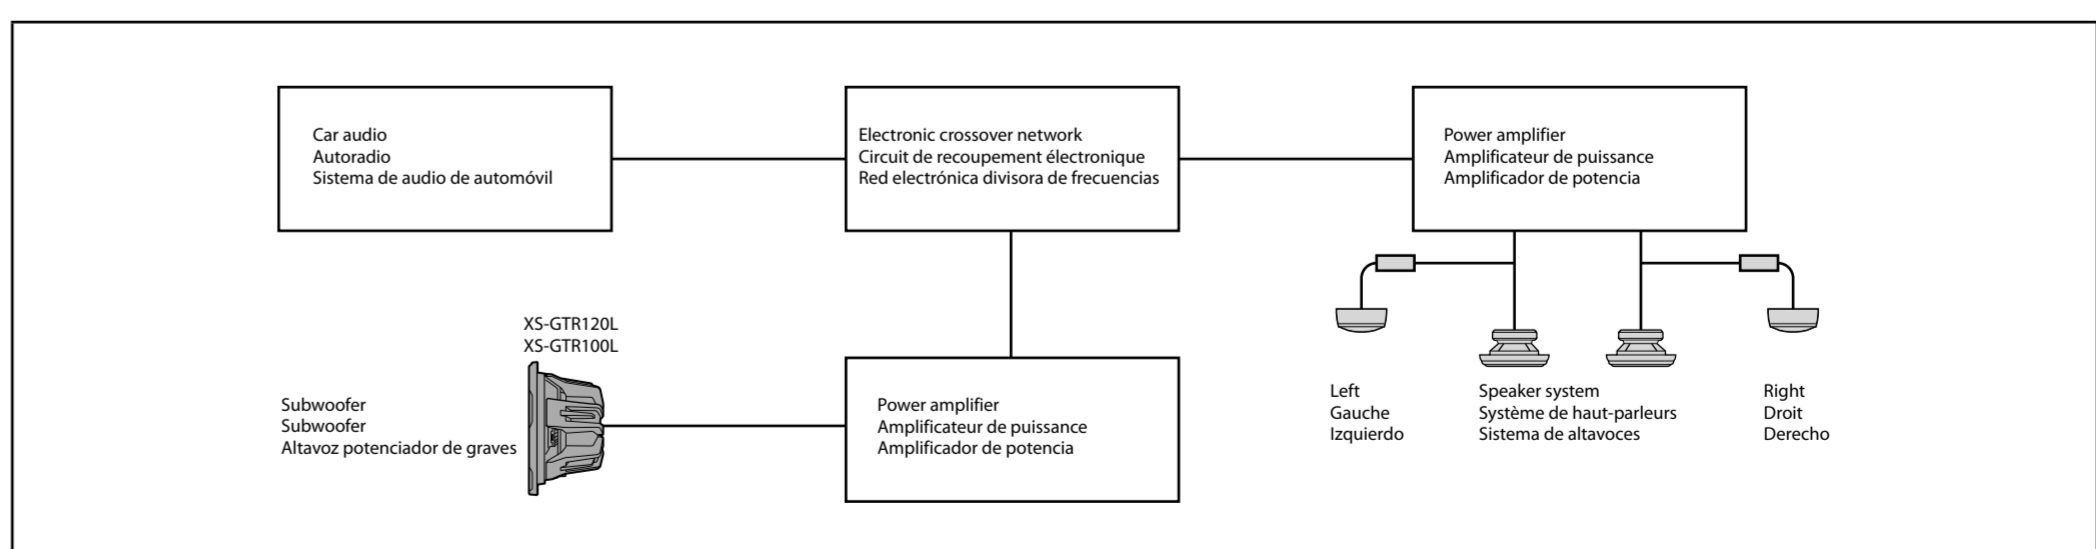 Car audio
Autoradio
Sistema de audio de automóvil
Electronic crossover network
Circuit de recoupement électronique
Red electrónica divisora de frecuencias
Power amplifier
Amplificateur de puissance
Amplificador de potencia
XS-GTR120L
XS-GTR100L
Subwoofer
Subwoofer
Altavoz potenciador de graves
Power amplifier
Amplificateur de puissance
Amplificador de potencia
Left
Gauche
Izquierdo
Speaker system
Système de haut-parleurs
Sistema de altavoces
Right
Droit
Derecho